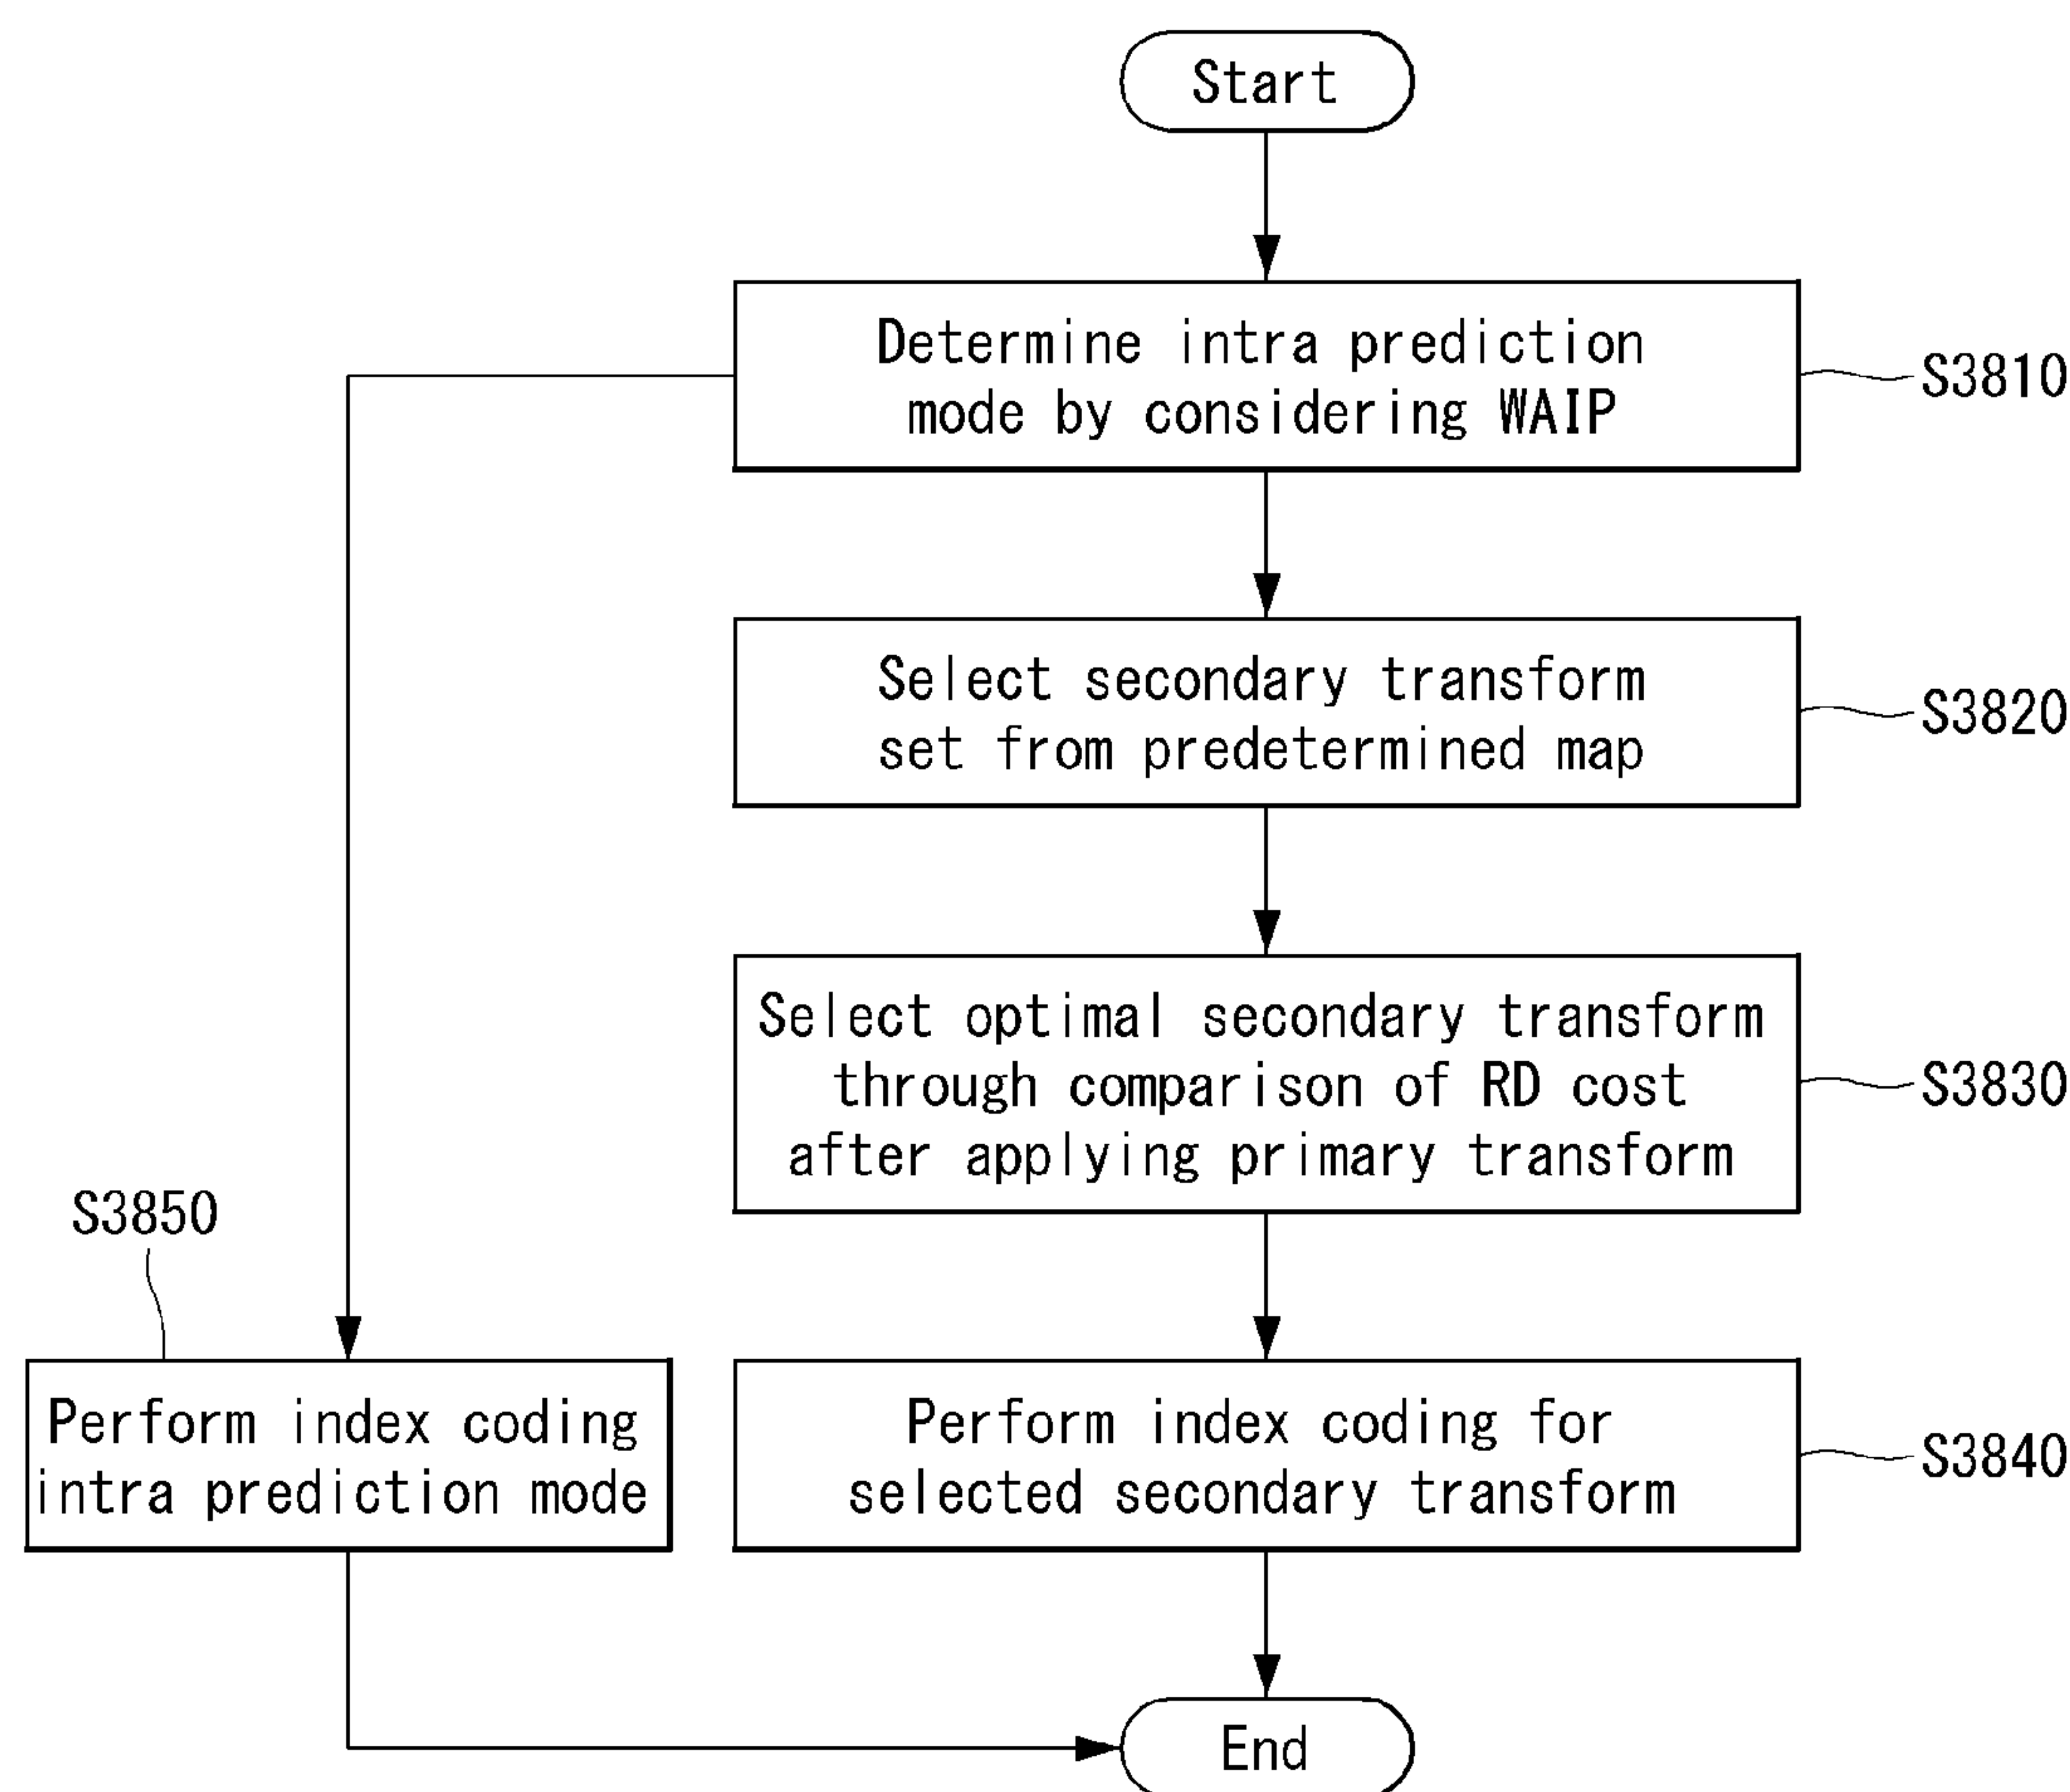 Start
Determine intra prediction
mode by considering WAIP
S3810
Select secondary transform
set from predetermined map
S3820
Select optimal secondary transform
through comparison of RD cost
after applying primary transform
S3830
S3850
Perform index coding
intra prediction mode
Perform index coding for
selected secondary transform
S3840
End